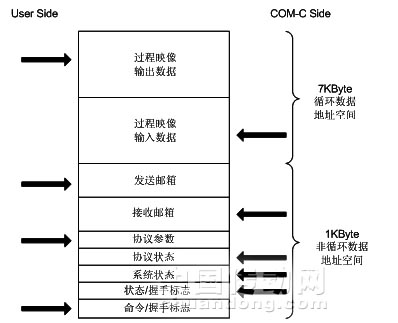 User Side
COM-C Side
过程映像
输出数据
7KByte
循环数据
地址空间
过程映像
输入数据
发送邮箱
接收邮箱
协议参数
1KByte
非循环数据
地址空间
协议状态
系统状态
状态/握手标志
命令/握手标志